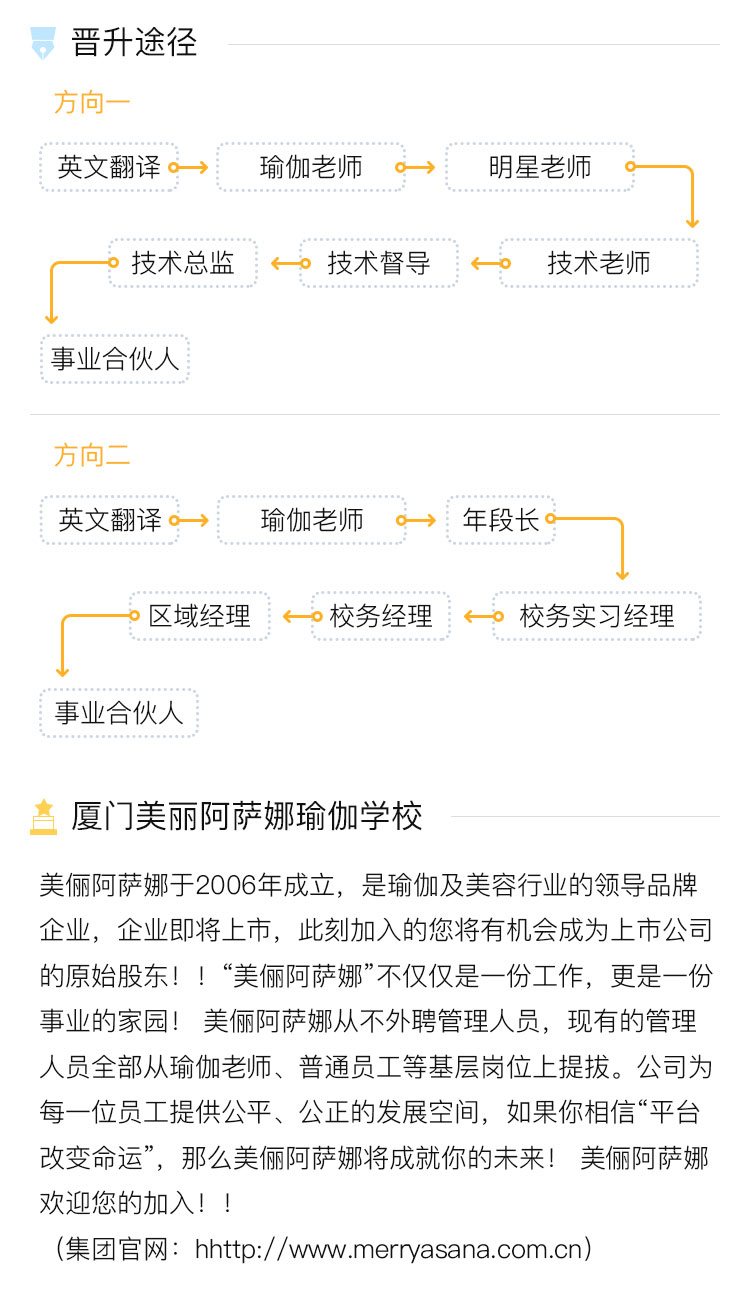 晋升途径
方向一
英文翻译 瑜伽老师 明星老师
技术总监 技术督导 技术老师
事业合伙人
方向二
英文翻译 瑜伽老师 年段长
区域经理 校务经理 校务实习经理
事业合伙人
厦门美丽阿萨娜瑜伽学校
美俪阿萨娜于2006年成立，是瑜伽及美容行业的领导品牌
企业，企业即将上市，此刻加入的您将有机会成为上市公司
的原始股东！！“美俪阿萨娜”不仅仅是一份工作，更是一份
事业的家园！ 美俪阿萨娜从不外聘管理人员，现有的管理
人员全部从瑜伽老师、普通员工等基层岗位上提拔。公司为
每一位员工提供公平、公正的发展空间，如果你相信“平台
改变命运”，那么美俪阿萨娜将成就你的未来！ 美俪阿萨娜
欢迎您的加入！！
（集团官网：hhttp://www.merryasana.com.cn）